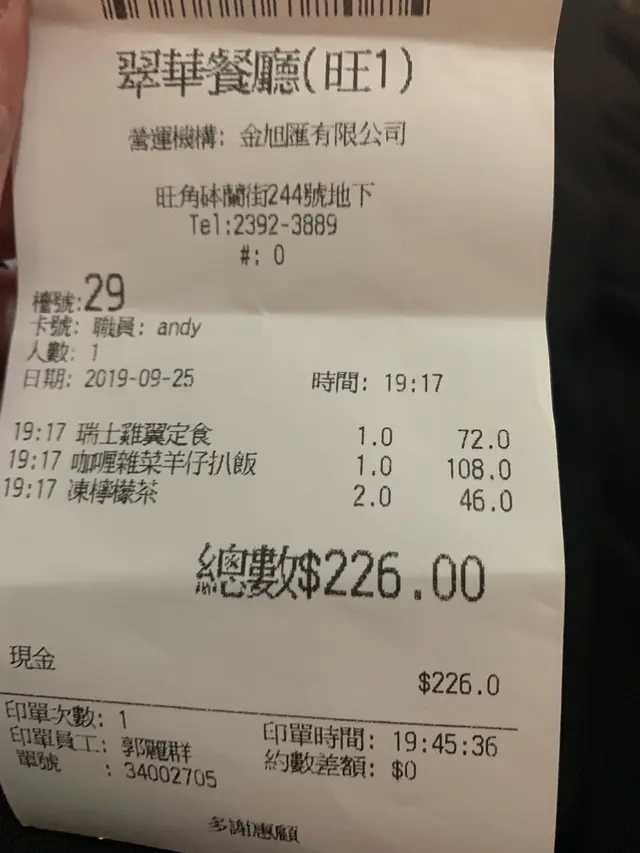 翠華餐廳(旺1)
營運機構: 金旭匯有限公司
旺角砵蘭街244號地下
Tel:2392-3889
#: 0
檯號:29
卡號: 職員: andy
人數: 1
日期: 2019-09-25 時間: 19:17
19:17 瑞士雞翼定食 1.0 72.0
19:17 咖喱雜菜羊仔扒飯 1.0 108.0
19:17 凍檸檬茶 2.0 46.0
總數$226.00
現金
$226.0
印單次數: 1
印單員工: 郭麗群 印單時間: 19:45:36
單號 : 34002705 約數差額: $0
多謝惠顧